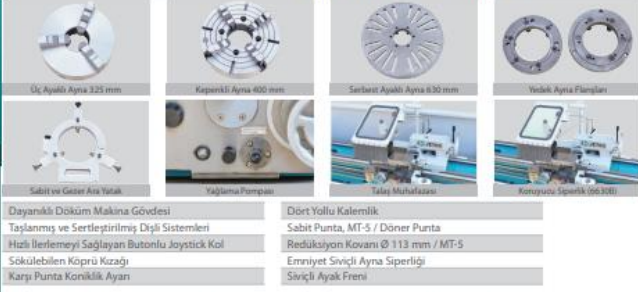 Üç Ayaklı Ayna 325 mm
Kepenkli Ayna 400 mm
Serbest Ayaklı Ayna 630 mm
Yedek Ayna Flanşları
Sabit ve Gezer Ara Yatak
Yağlama Pompası
Talaş Muhafazası
Koruyucu Siperlik (6630B)
Dayanıklı Döküm Makina Gövdesi
Taşlanmış ve Sertleştirilmiş Dişli Sistemleri
Hızlı İlerlemeyi Sağlayan Butonlu Joystick Kol
Sökülebilen Köprü Kızağı
Karşı Punta Koniklik Ayarı
Dört Yollu Kalemlik
Sabit Punta, MT-5 / Döner Punta
Redüksiyon Kovanı Ø 113 mm / MT-5
Emniyet Siviçli Ayna Siperliği
Siviçli Ayak Freni